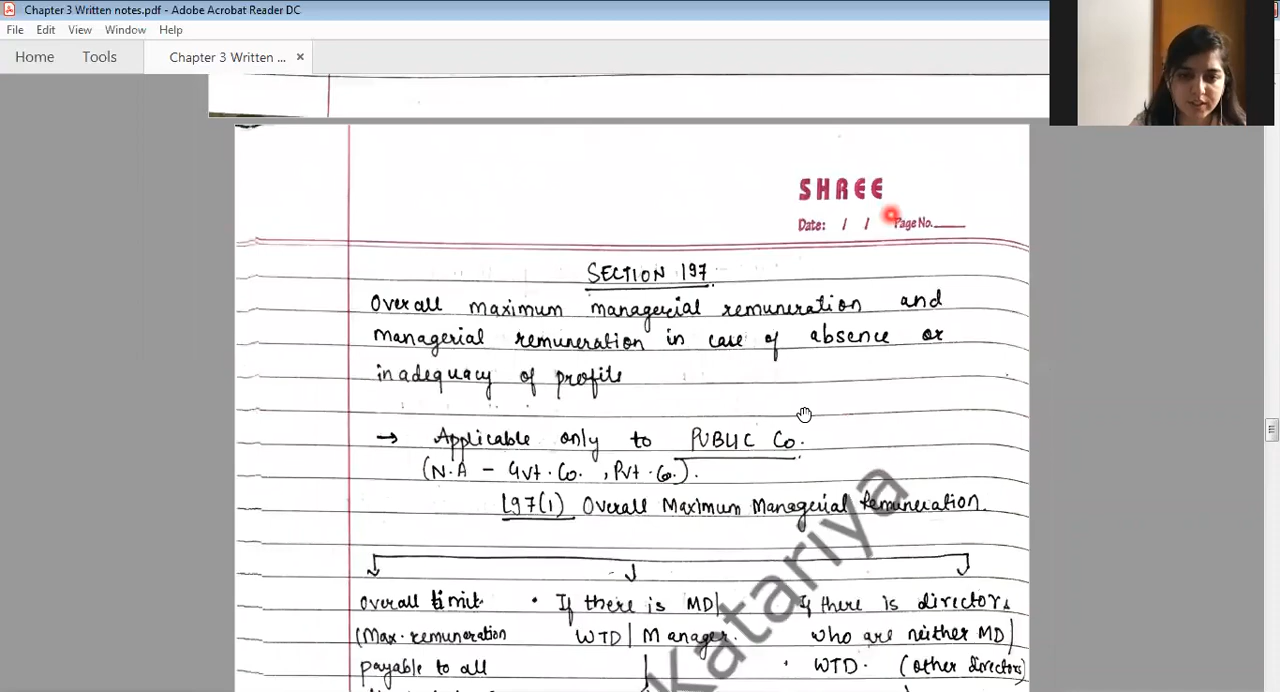 Chapter 3 Written notes.pdf - Adobe Acrobat Reader DC
File Edit View Window Help
Home Tools Chapter 3 Written ... ×
SHREE
Date: / / Page No.
SECTION 197
Overall maximum managerial remuneration and
managerial remuneration in case of absence or
inadequacy of profits
→ Applicable only to PUBLIC Co.
(N.A - Gvt. Co. , Pvt. Co.).
197(1) Overall Maximum Managerial Remuneration.
Overall limit • If there is MD| If there is directors
(Max. remuneration WTD| Manager. who are neither MD|
payable to all • WTD. (other directors)
Katariya